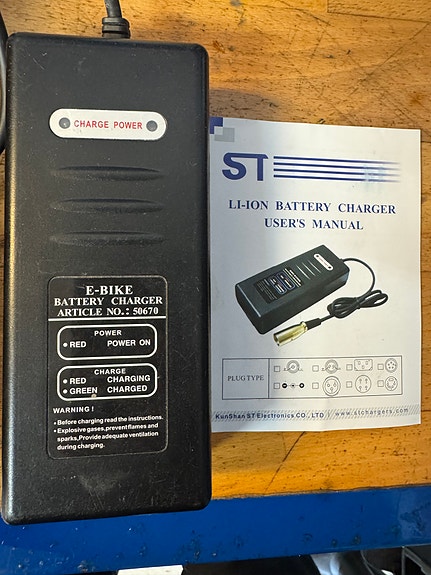 CHARGE POWER
E-BIKE
BATTERY CHARGER
ARTICLE NO.: 50670
POWER
• RED POWER ON
CHARGE
• RED CHARGING
• GREEN CHARGED
WARNING !
• Before charging read the instructions.
• Explosive gases,prevent flames and
sparks,Provide adequate ventilation
during charging.
ST
LI-ION BATTERY CHARGER
USER'S MANUAL
PLUG TYPE
KunShan ST Electronics CO., LTD // www.stchargers.com